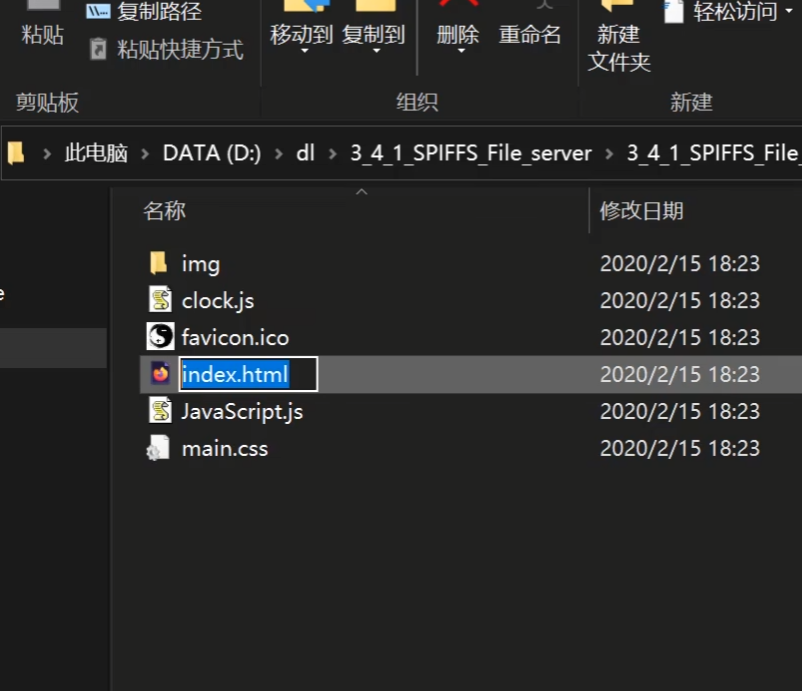 复制路径
粘贴
粘贴快捷方式
移动到 复制到
删除 重命名
新建
文件夹
轻松访问
剪贴板 组织 新建
此电脑 DATA (D:) dl 3_4_1_SPIFFS_File_server 3_4_1_SPIFFS_File_
名称 修改日期
img 2020/2/15 18:23
e
clock.js 2020/2/15 18:23
favicon.ico 2020/2/15 18:23
index.html 2020/2/15 18:23
JavaScript.js 2020/2/15 18:23
main.css 2020/2/15 18:23